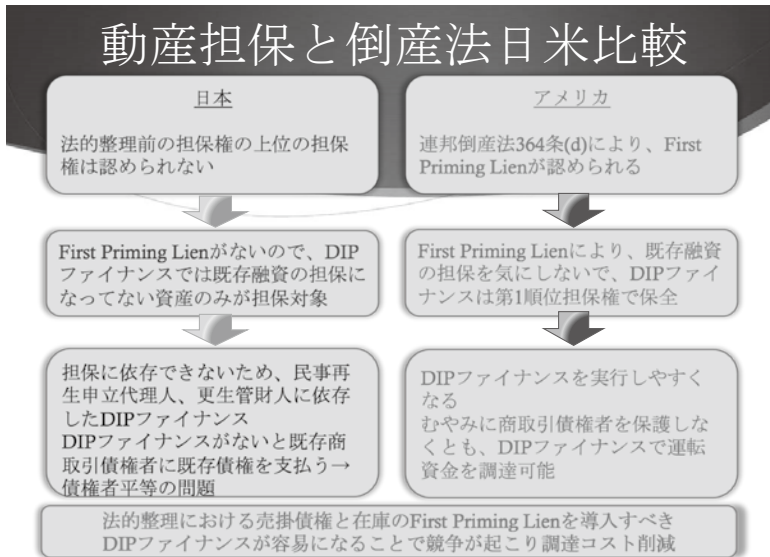 動産担保と倒産法日米比較
日本
法的整理前の担保権の上位の担保
権は認められない
First Priming Lienがないので、DIP
ファイナンスでは既存融資の担保に
なってない資産のみが担保対象
担保に依存できないため、民事再
生申立代理人、更生管財人に依存
したDIPファイナンス
DIPファイナンスがないと既存商
取引債権者に既存債権を支払う→
債権者平等の問題
アメリカ
連邦倒産法364条(d)により、First
Priming Lienが認められる
First Priming Lienにより、既存融資
の担保を気にしないで、DIPファイ
ナンスは第1順位担保権で保全
DIPファイナンスを実行しやすく
なる
むやみに商取引債権者を保護しな
くとも、DIPファイナンスで運転
資金を調達可能
法的整理における売掛債権と在庫のFirst Priming Lienを導入すべき
DIPファイナンスが容易になることで競争が起こり調達コスト削減